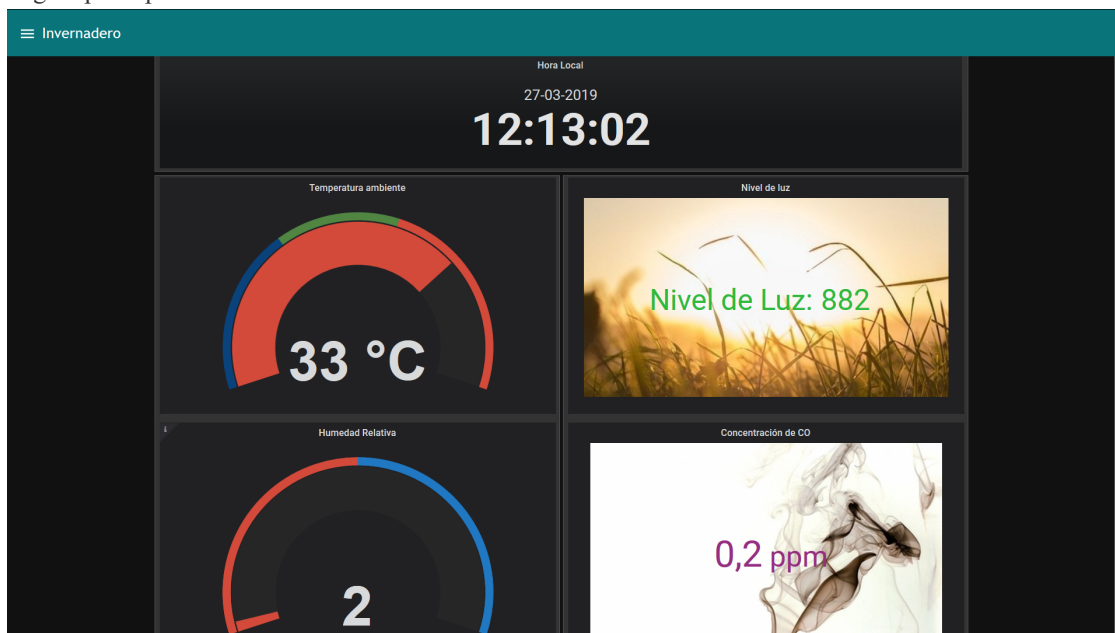 Invernadero
Hora Local
27-03-2019
12:13:02
Temperatura ambiente
33 °C
Nivel de luz
Nivel de Luz: 882
Humedad Relativa
2
Concentración de CO
0,2 ppm